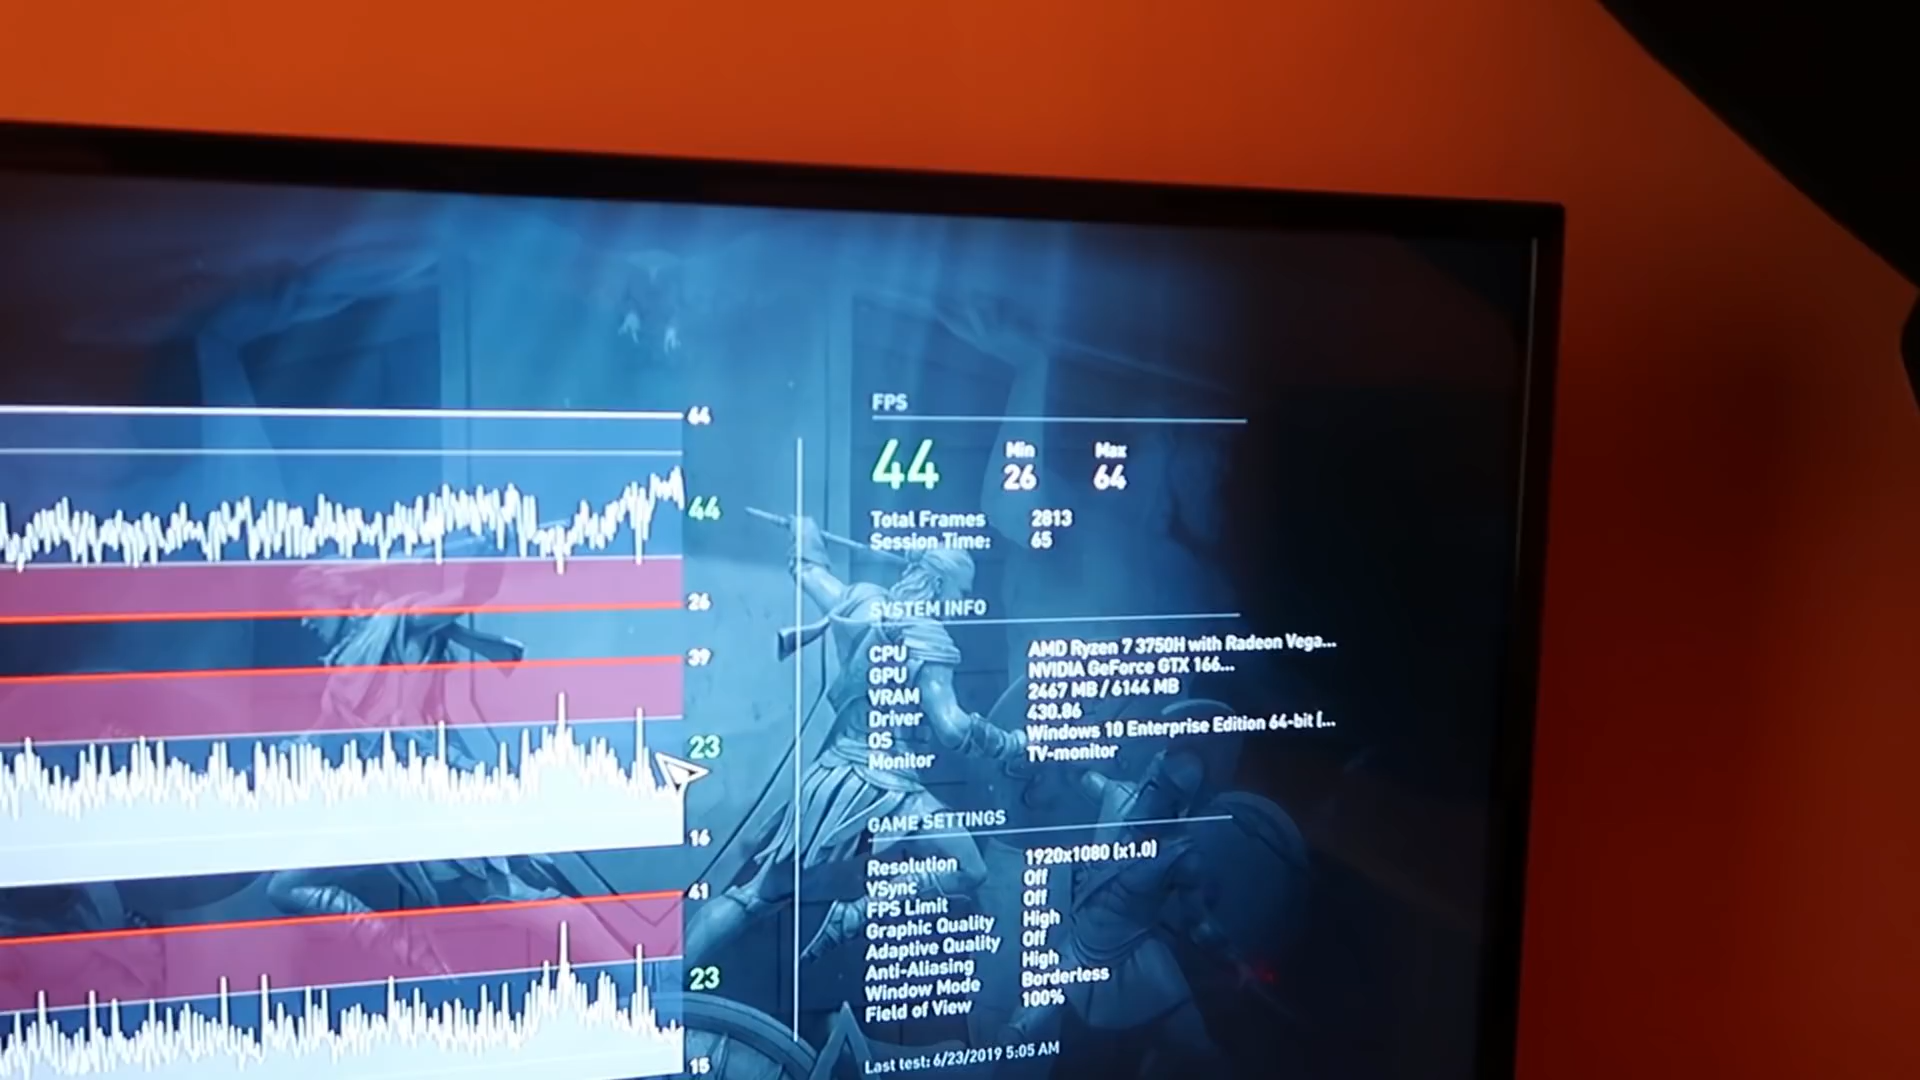 64
44
26
39
23
16
41
23
15
FPS
44
Min
26
Max
64
Total Frames 2813
Session Time: 65
SYSTEM INFO
CPU AMD Ryzen 7 3750H with Radeon Vega...
GPU NVIDIA GeForce GTX 166...
VRAM 2467 MB / 6144 MB
Driver 430.86
OS Windows 10 Enterprise Edition 64-bit (...
Monitor TV-monitor
GAME SETTINGS
Resolution 1920x1080 (x1.0)
VSync Off
FPS Limit Off
Graphic Quality High
Adaptive Quality Off
Anti-Aliasing High
Window Mode Borderless
Field of View 100%
Last test: 6/23/2019 5:05 AM